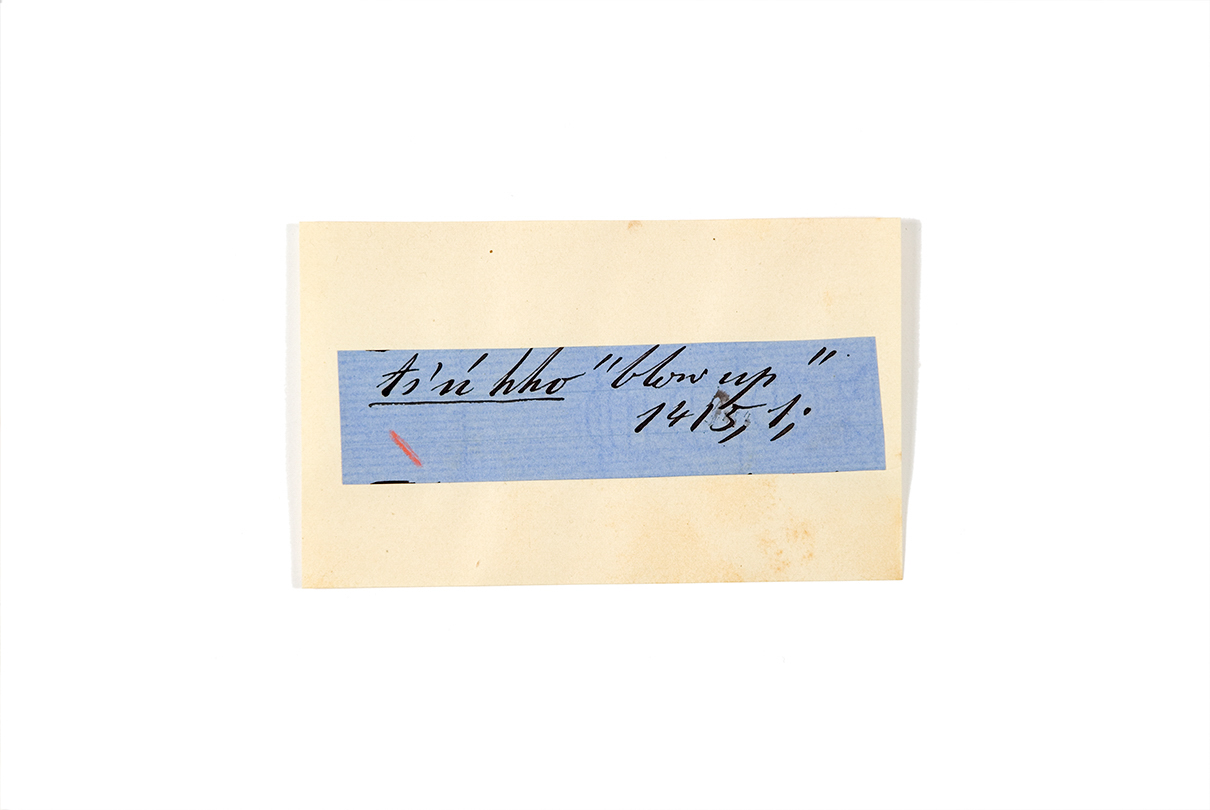 ts'ú hho "blow up".
1415, 1;